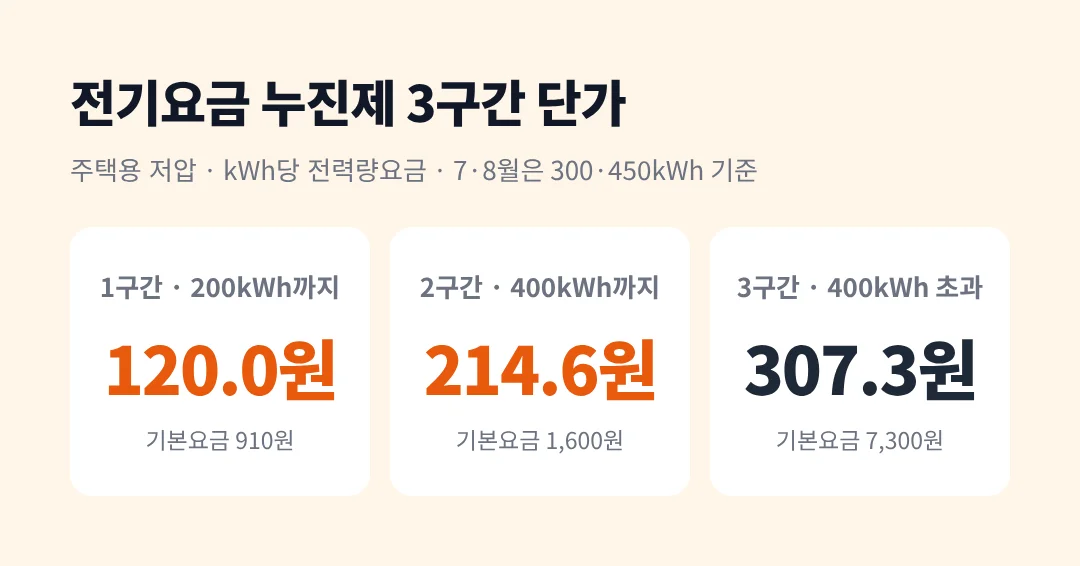 전기요금 누진제 3구간 단가
주택용 저압 · kWh당 전력량요금 · 7·8월은 300·450kWh 기준
1구간 · 200kWh까지
120.0원
기본요금 910원
2구간 · 400kWh까지
214.6원
기본요금 1,600원
3구간 · 400kWh 초과
307.3원
기본요금 7,300원